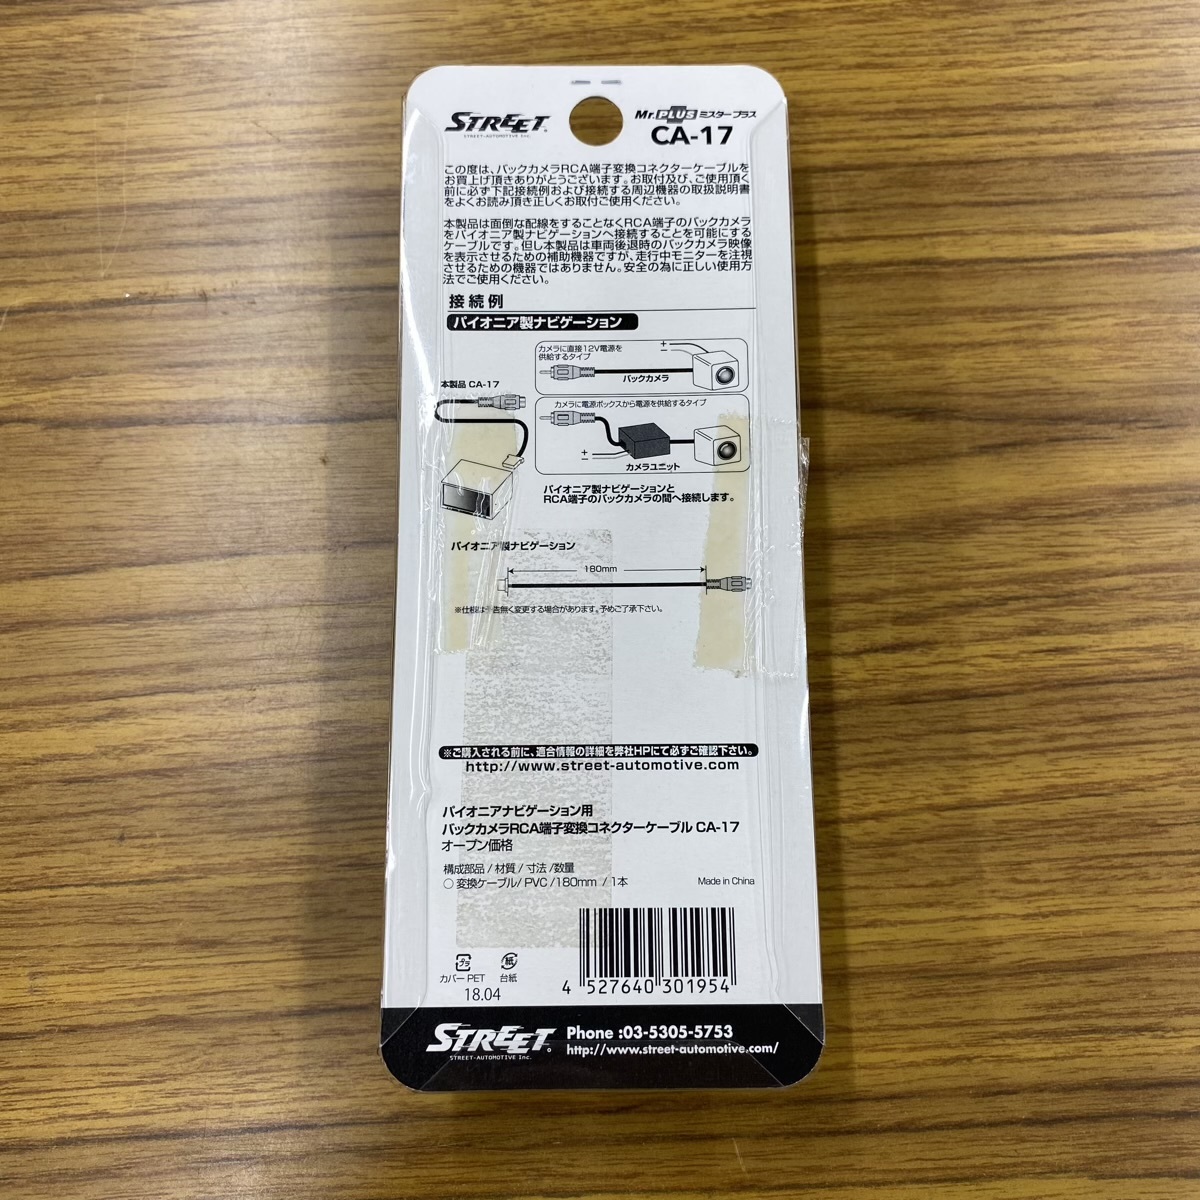 STREET
STREET-AUTOMOTIVE Inc.
Mr.PLUS ミスタープラス
CA-17
この度は、バックカメラRCA端子変換コネクターケーブルを
お買上げ頂きありがとうございます。お取付及び、ご使用頂く
前に必ず下記接続例および接続する周辺機器の取扱説明書
をよくお読み頂き正しくお取付ご使用ください。
本製品は面倒な配線をすることなくRCA端子のバックカメラ
をパイオニア製ナビゲーションへ接続することを可能にする
ケーブルです。但し本製品は車両後退時のバックカメラ映像
を表示させるための補助機器ですが、走行中モニターを注視
させるための機器ではありません。安全の為に正しい使用方
法でご使用ください。
接続例
パイオニア製ナビゲーション
カメラに直接12V電源を
供給するタイプ
+
−
バックカメラ
本製品 CA-17
カメラに電源ボックスから電源を供給するタイプ
+
−
カメラユニット
パイオニア製ナビゲーションと
RCA端子のバックカメラの間へ接続します。
パイオニア製ナビゲーション
180mm
※仕様は 告無く変更する場合があります。予めご了承下さい。
※ご購入される前に、適合情報の詳細を弊社HPにて必ずご確認下さい。
http://www.street-automotive.com
パイオニアナビゲーション用
バックカメラRCA端子変換コネクターケーブル CA-17
オープン価格
構成部品 / 材質 / 寸法 /数量
○ 変換ケーブル/ PVC /180mm / 1本
Made in China
プラ
紙
カバー PET 台紙
18.04
4 527640 301954
STREET
STREET-AUTOMOTIVE Inc.
Phone :03-5305-5753
http://www.street-automotive.com/